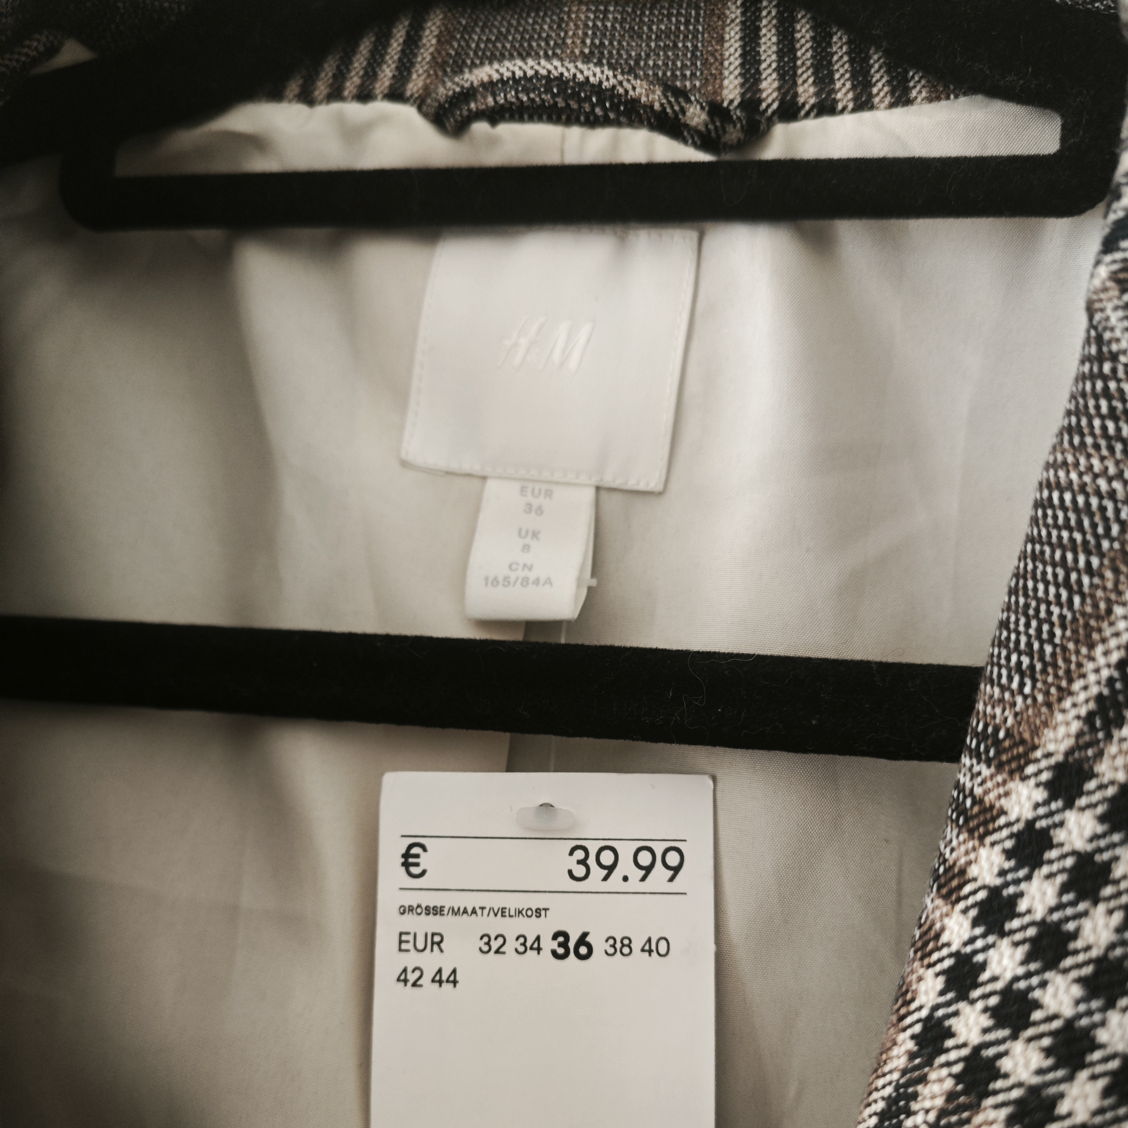 H&M
EUR
36
UK
8
CN
165/84A
€ 39.99
GRÖSSE/MAAT/VELIKOST
EUR 32 34 36 38 40
42 44